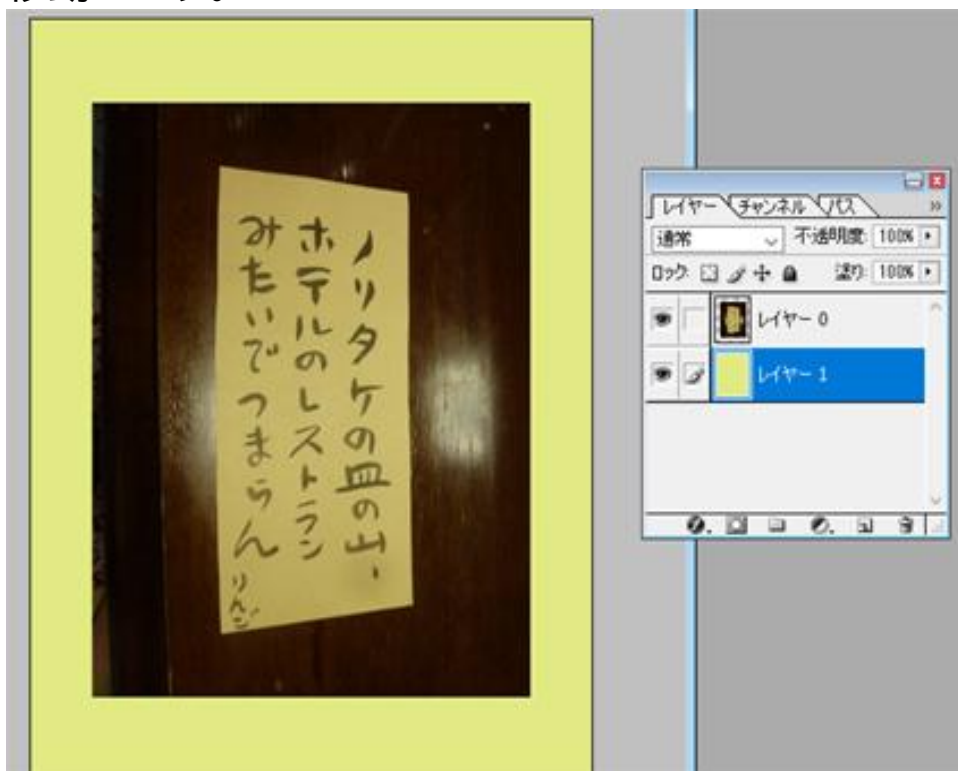 ノリタケの皿の山、
ホテルのレストラン
みたいでつまらん
りんご
レイヤー
チャンネル
パス
通常
不透明度: 100%
ロック:
塗り: 100%
レイヤー 0
レイヤー 1